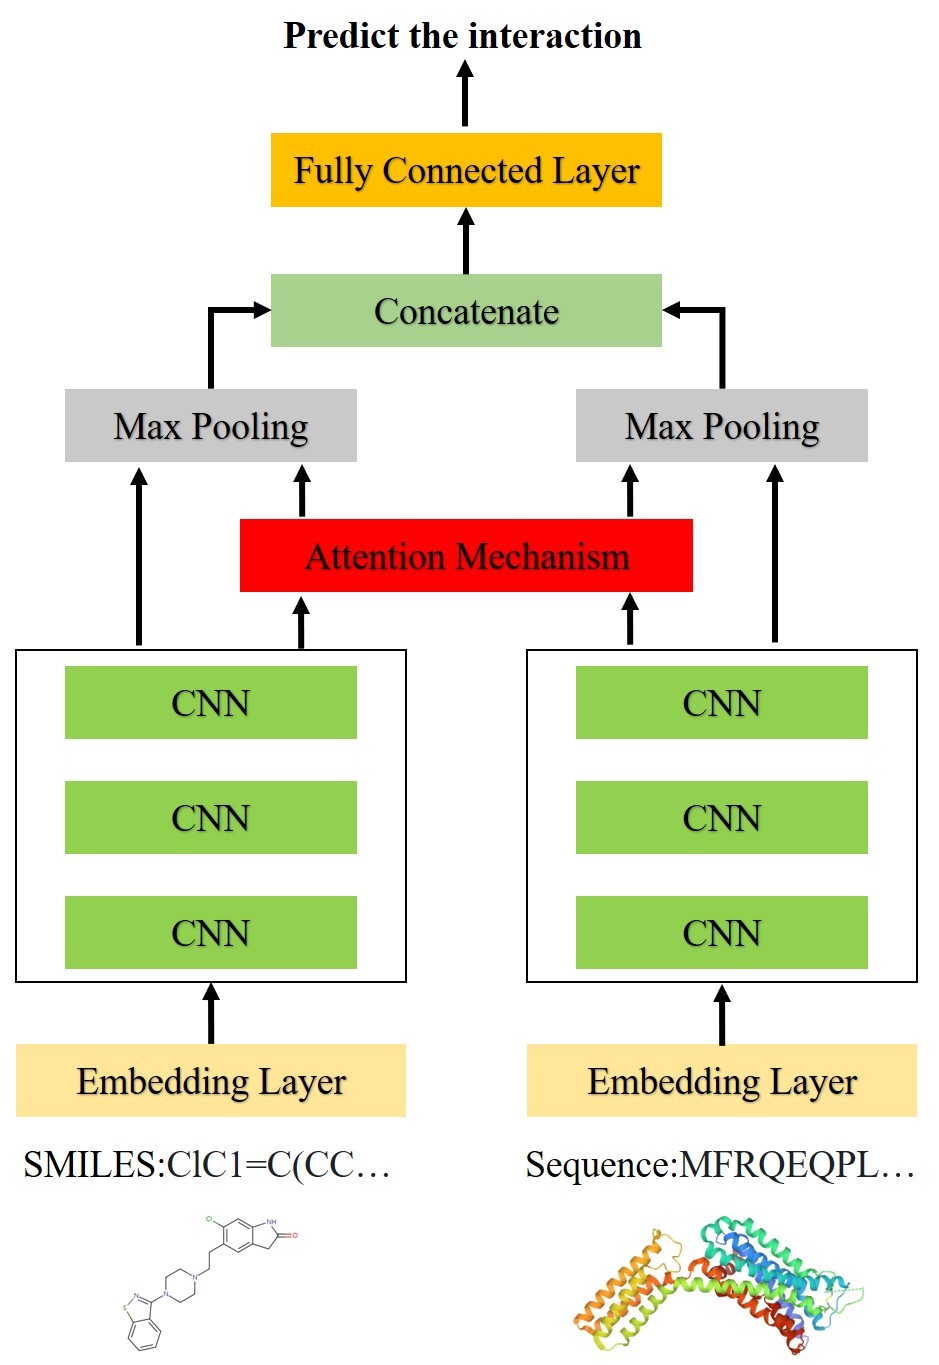 Predict the interaction
Fully Connected Layer
Concatenate
Max Pooling
Max Pooling
Attention Mechanism
CNN
CNN
CNN
CNN
CNN
CNN
Embedding Layer
Embedding Layer
SMILES:ClC1=C(CC…
Sequence:MFRQEQPL…
Cl
NH
O
N
N
N
S